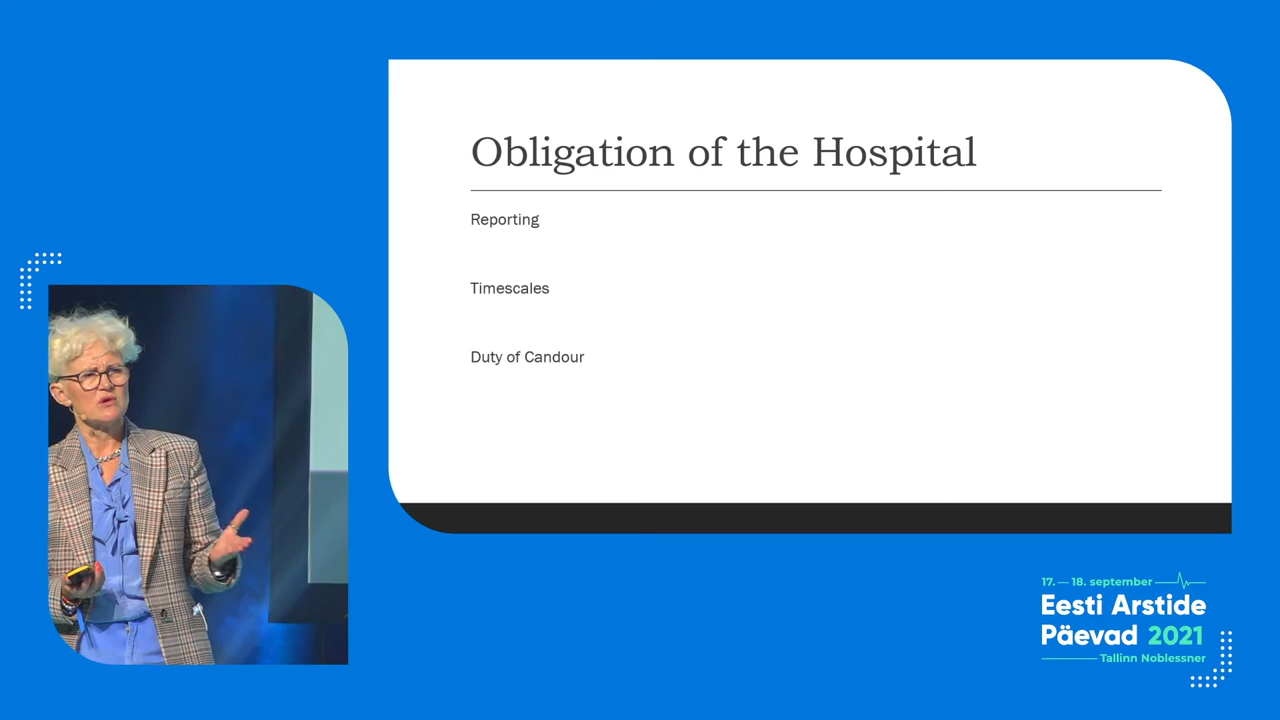 Obligation of the Hospital
Reporting
Timescales
Duty of Candour
17. — 18. september
Eesti Arstide
Päevad 2021
Tallinn Noblessner